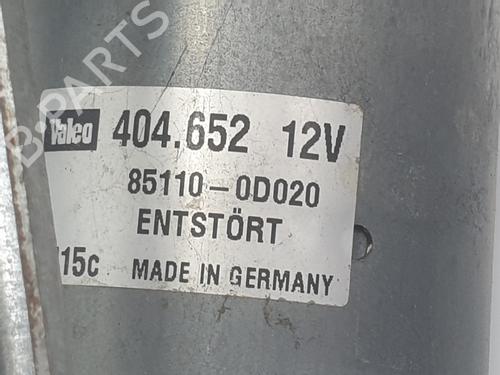 B-PARTS
Valeo 404.652 12V
85110-0D020
ENTSTÖRT
15c MADE IN GERMANY